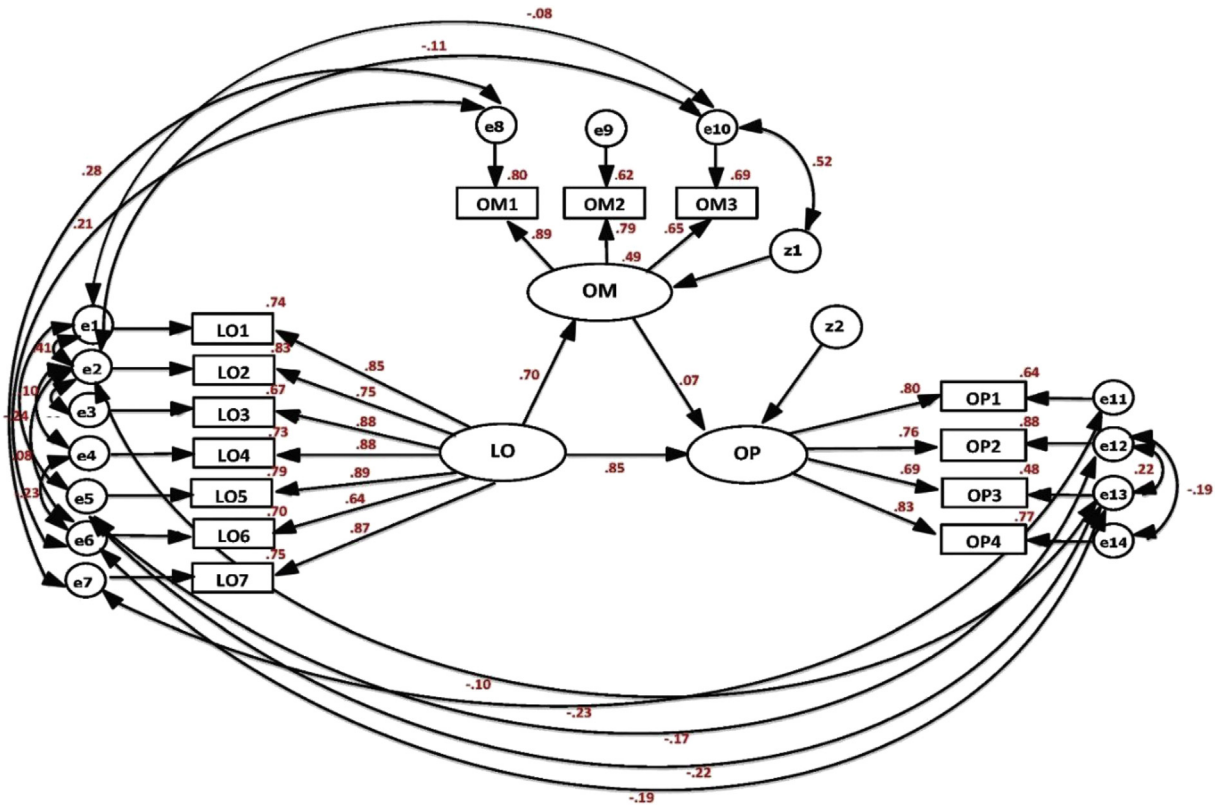 -.08
-.11
e8
e9
e10
.28
.80
.62
.69
.52
OM1
OM2
OM3
.21
.89
.79
.65
z1
.49
OM
.74
e1
LO1
z2
.41
.83
.85
e2
LO2
.70
.07
.64
.67
.75
.80
OP1
e11
.10
e3
LO3
.88
.88
-.24
.73
.76
OP2
e12
e4
LO4
.88
LO
.85
OP
.08
.79
.89
.69
.48
.22
-.19
-.23
e5
LO5
.64
OP3
e13
.70
.83
.77
e6
LO6
.87
OP4
e14
.75
e7
LO7
-.10
-.23
-.17
-.22
-.19